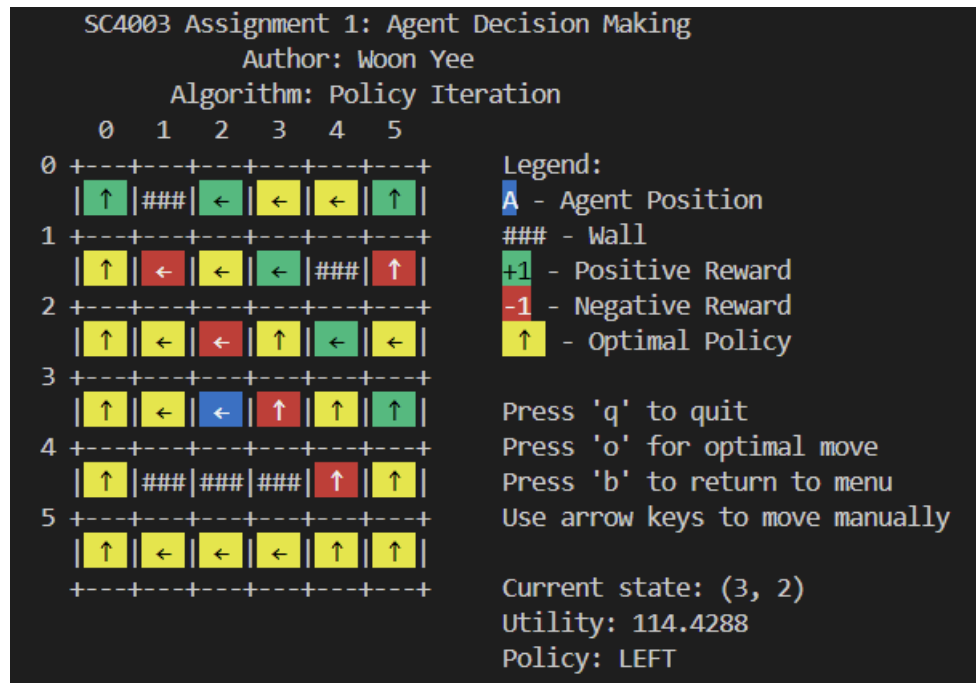 SC4003 Assignment 1: Agent Decision Making
Author: Woon Yee
Algorithm: Policy Iteration
0 1 2 3 4 5
0 +---+---+---+---+---+---+
| ↑ |###| ← | ← | ← | ↑ |
1 +---+---+---+---+---+---+
| ↑ | ← | ← | ← |###| ↑ |
2 +---+---+---+---+---+---+
| ↑ | ← | ← | ↑ | ← | ← |
3 +---+---+---+---+---+---+
| ↑ | ← | ← | ↑ | ↑ | ↑ |
4 +---+---+---+---+---+---+
| ↑ |###|###|###| ↑ | ↑ |
5 +---+---+---+---+---+---+
| ↑ | ← | ← | ← | ↑ | ↑ |
+---+---+---+---+---+---+
Legend:
A - Agent Position
### - Wall
+1 - Positive Reward
-1 - Negative Reward
↑ - Optimal Policy
Press 'q' to quit
Press 'o' for optimal move
Press 'b' to return to menu
Use arrow keys to move manually
Current state: (3, 2)
Utility: 114.4288
Policy: LEFT